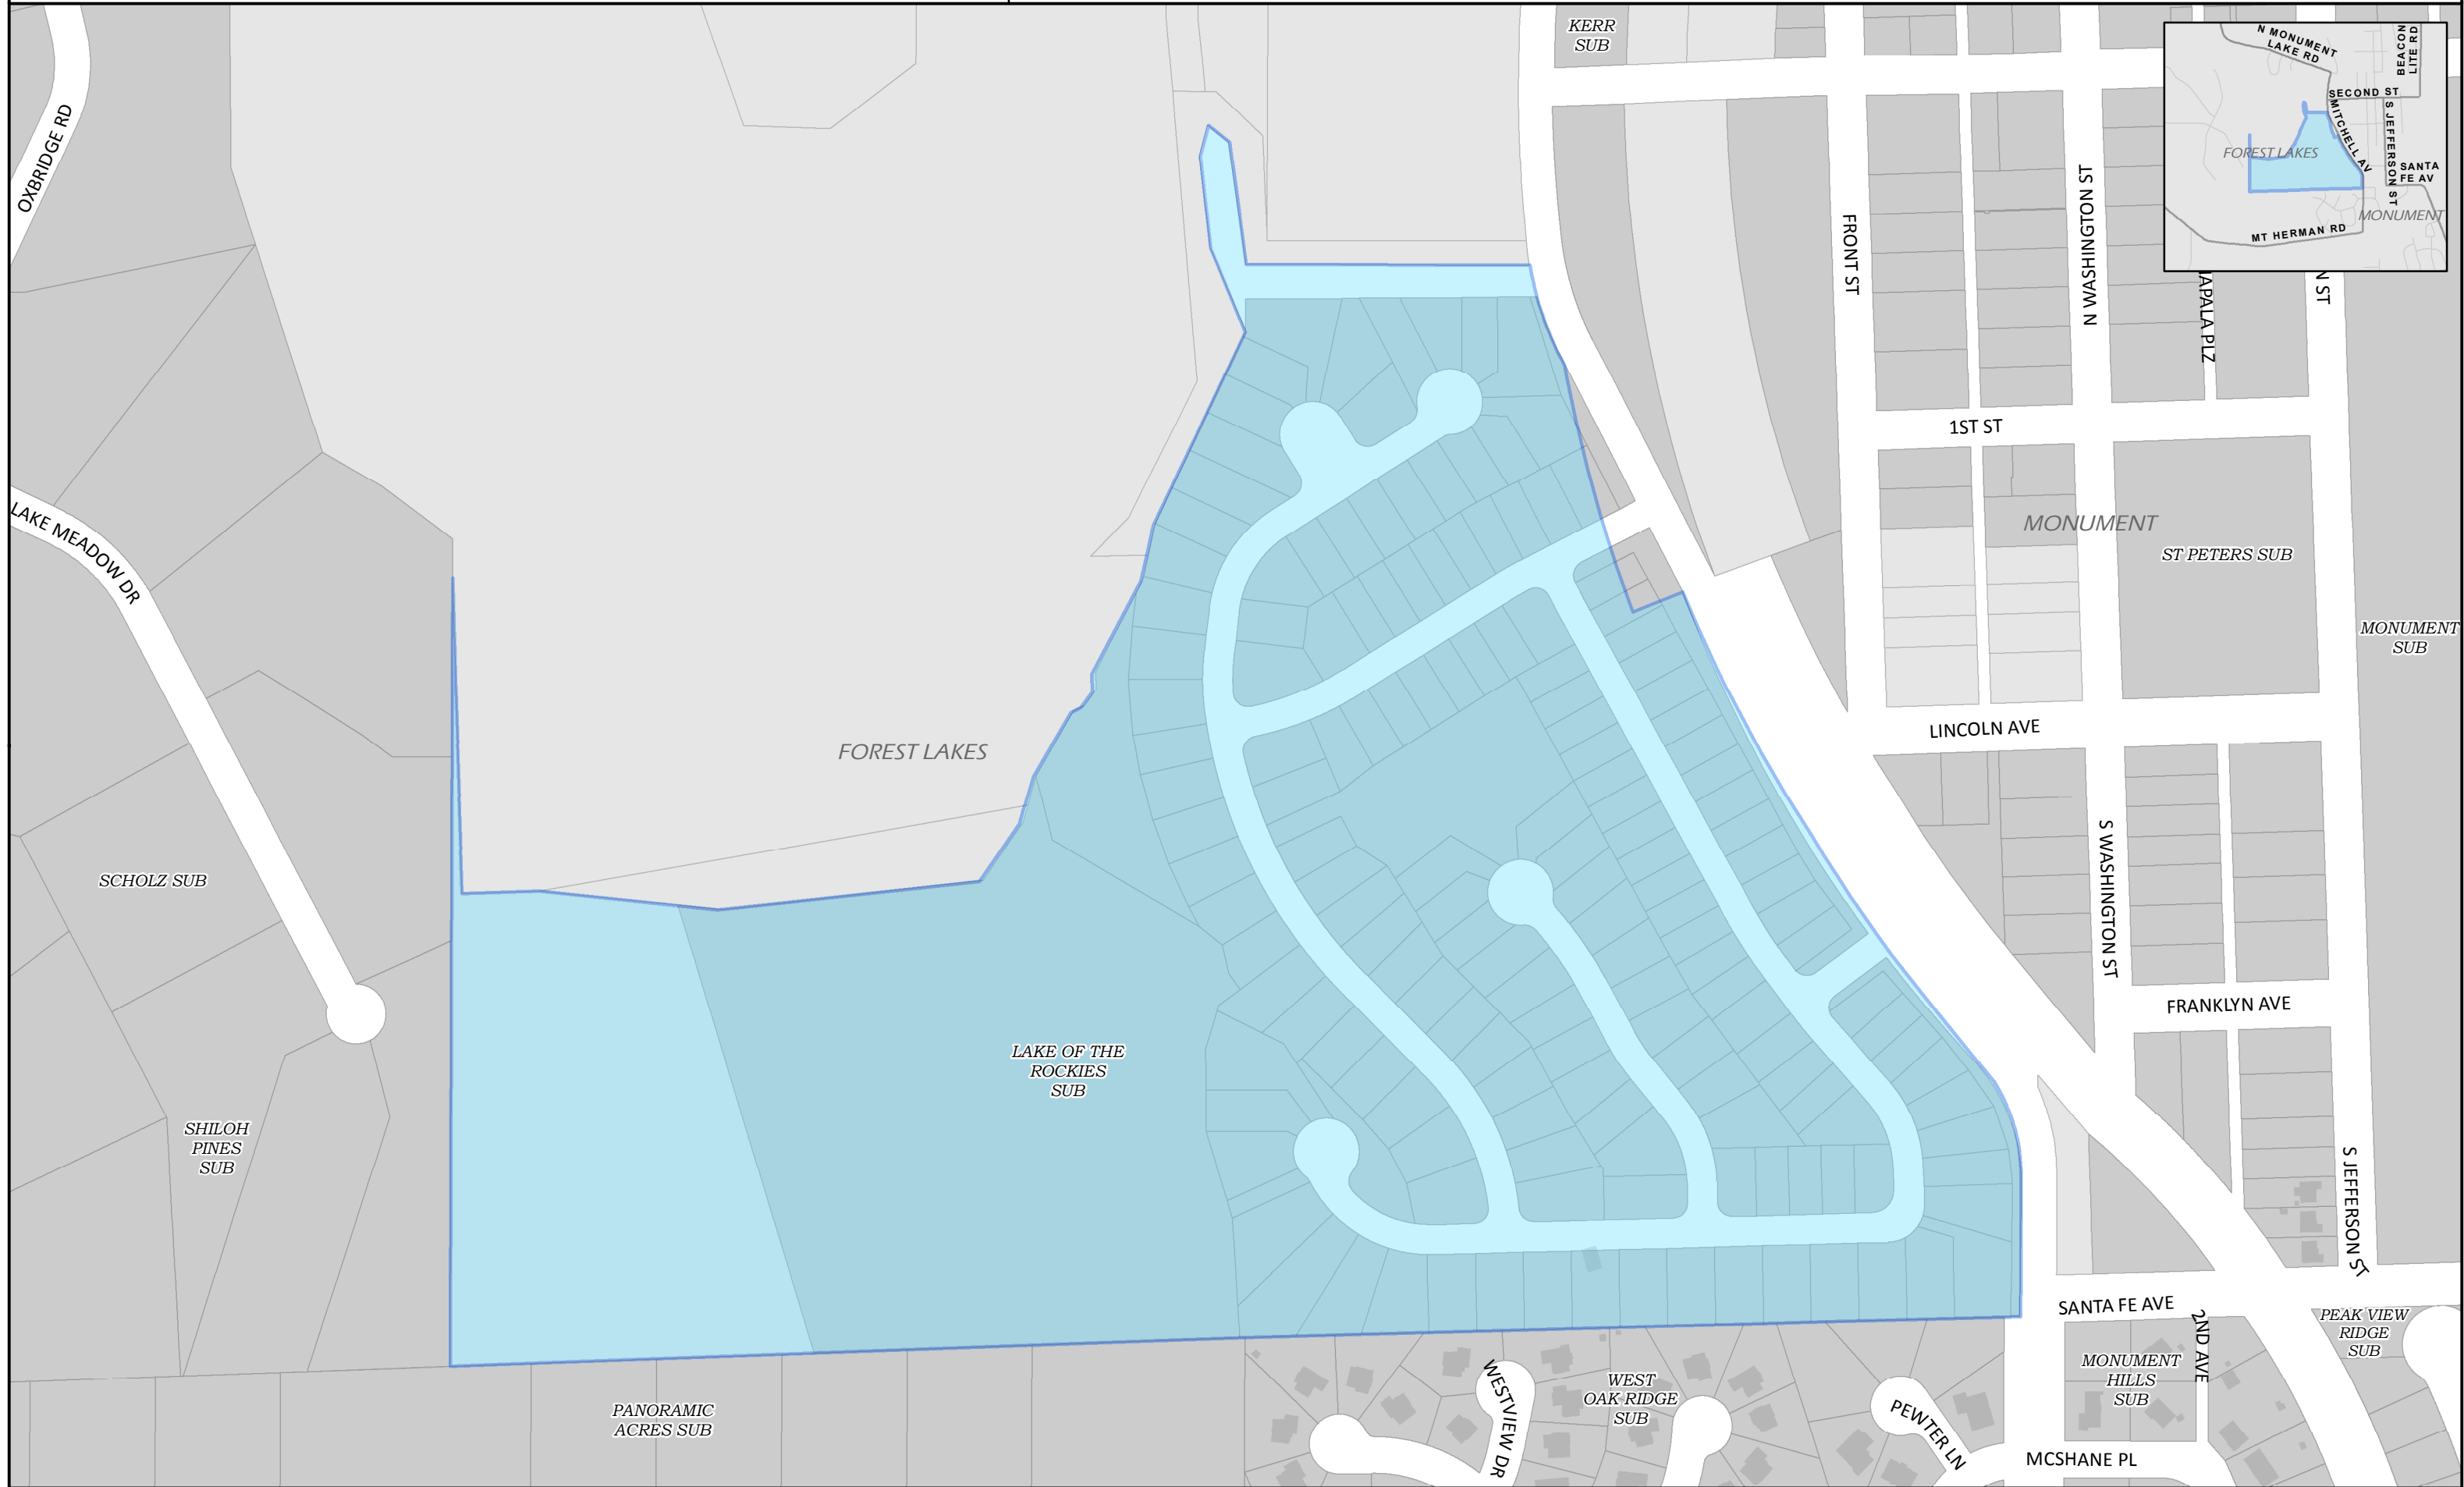 KERR
SUB
N MONUMENT
LAKE RD
BEACON
LITE RD
SECOND ST
MITCHELL AV
S JEFFERSON ST
FOREST LAKES
SANTA
FE AV
MONUMENT
MT HERMAN RD
OXBRIDGE RD
FRONT ST
N WASHINGTON ST
APALA PLZ
N ST
1ST ST
LAKE MEADOW DR
MONUMENT
ST PETERS SUB
MONUMENT
SUB
LINCOLN AVE
FOREST LAKES
SCHOLZ SUB
S WASHINGTON ST
FRANKLYN AVE
LAKE OF THE
ROCKIES
SUB
SHILOH
PINES
SUB
S JEFFERSON ST
SANTA FE AVE
2ND AVE
PEAK VIEW
RIDGE
SUB
MONUMENT
HILLS
SUB
WESTVIEW DR
WEST
OAK RIDGE
SUB
PEWTER LN
PANORAMIC
ACRES SUB
MCSHANE PL